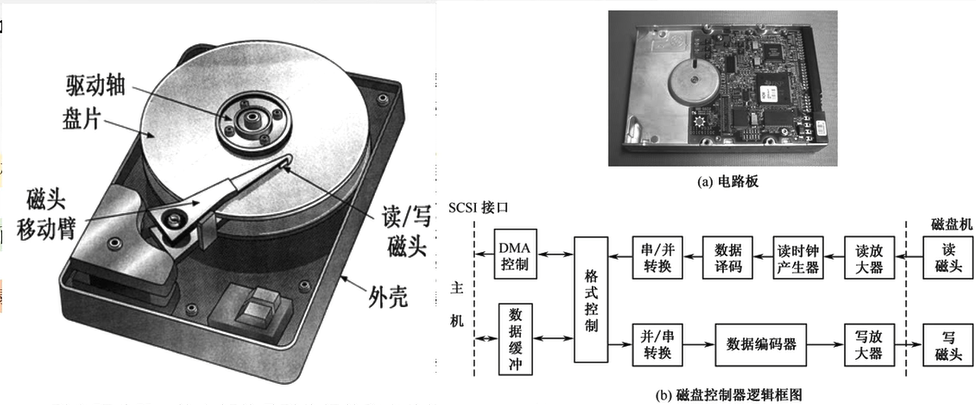 驱动轴
盘片
磁头
移动臂
读/写
磁头
外壳
(a) 电路板
SCSI 接口
磁盘机
主
机
DMA
控制
数
据
缓
冲
格
式
控
制
串/并
转换
数据
译码
读时钟
产生器
读放
大器
读
磁头
并/串
转换
数据编码器
写放
大器
写
磁头
(b) 磁盘控制器逻辑框图